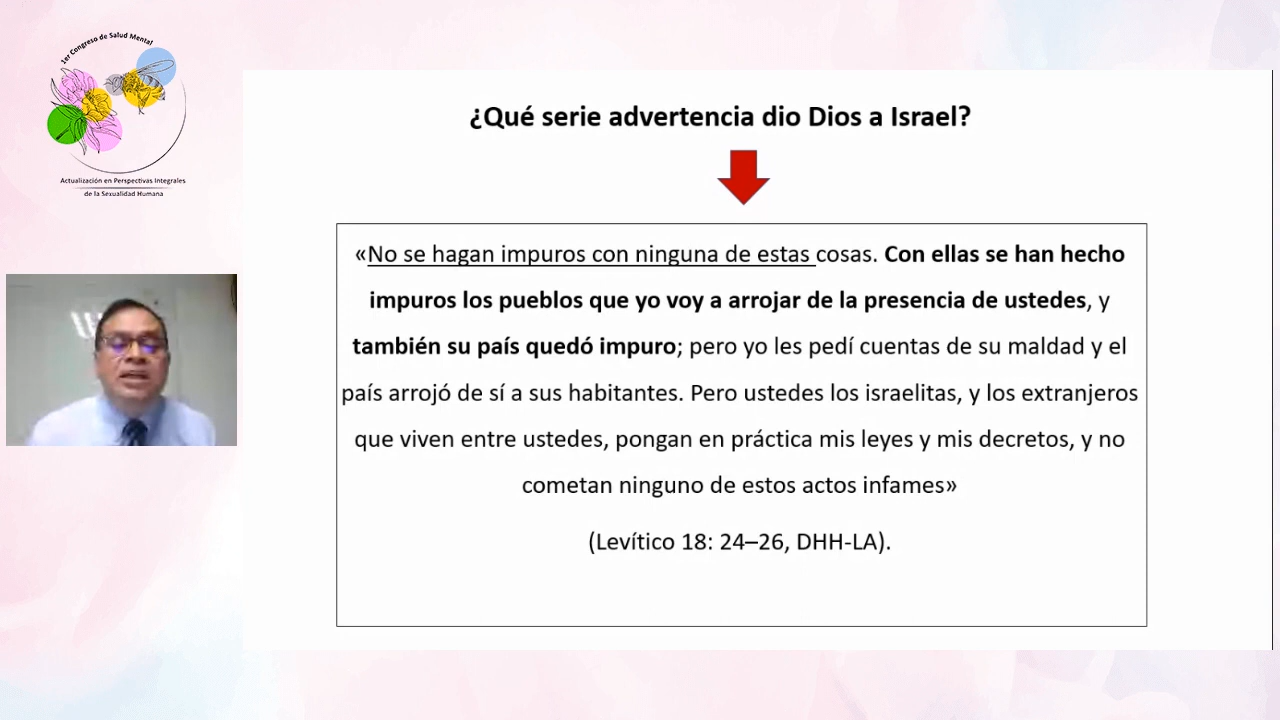 1er Congreso de Salud Mental
Actualización en Perspectivas Integrales
de la Sexualidad Humana
¿Qué serie advertencia dio Dios a Israel?
«No se hagan impuros con ninguna de estas cosas. Con ellas se han hecho
impuros los pueblos que yo voy a arrojar de la presencia de ustedes, y
también su país quedó impuro; pero yo les pedí cuentas de su maldad y el
país arrojó de sí a sus habitantes. Pero ustedes los israelitas, y los extranjeros
que viven entre ustedes, pongan en práctica mis leyes y mis decretos, y no
cometan ninguno de estos actos infames»
(Levítico 18: 24–26, DHH-LA).